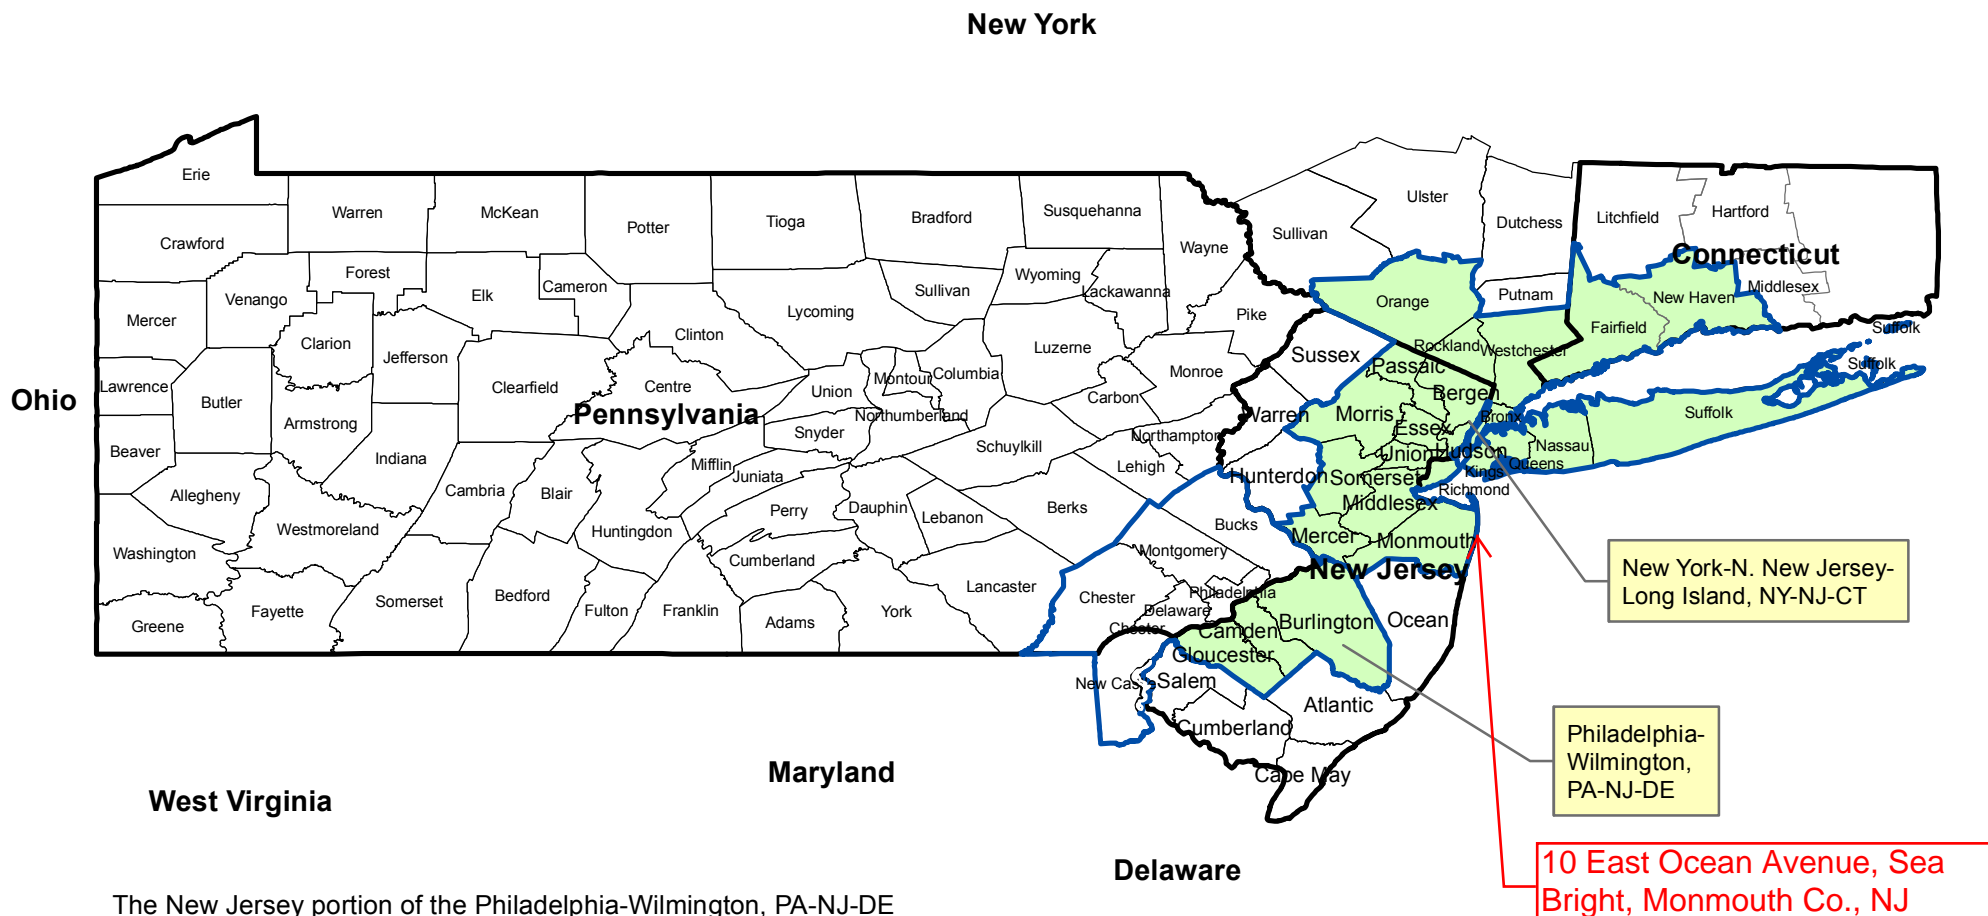 New York
Erie
Warren
McKean
Potter
Tioga
Bradford
Susquehanna
Wayne
Crawford
Forest
Venango
Elk
Cameron
Sullivan
Wyoming
Lackawanna
Pike
Mercer
Clarion
Jefferson
Clinton
Lycoming
Luzerne
Monroe
Lawrence
Butler
Armstrong
Clearfield
Centre
Union
Montour
Columbia
Carbon
Ohio
Pennsylvania
Northumberland
Snyder
Beaver
Indiana
Mifflin
Juniata
Schuylkill
Northampton
Lehigh
Allegheny
Cambria
Blair
Huntingdon
Perry
Dauphin
Lebanon
Berks
Bucks
Westmoreland
Washington
Cumberland
Montgomery
Lancaster
Chester
Philadelphia
Delaware
Greene
Fayette
Somerset
Bedford
Fulton
Franklin
Adams
York
Chester
New Cas
Sullivan
Ulster
Dutchess
Litchfield
Hartford
Connecticut
Orange
Putnam
New Haven
Middlesex
Fairfield
Rockland
Westchester
Suffolk
Suffolk
Suffolk
Nassau
Bronx
Queens
Kings
Richmond
Sussex
Passaic
Bergen
Warren
Morris
Essex
Union
Hudson
Hunterdon
Somerset
Middlesex
Mercer
Monmouth
New Jersey
Ocean
Burlington
Camden
Gloucester
Salem
Atlantic
Cumberland
Cape May
New York-N. New Jersey-
Long Island, NY-NJ-CT
Philadelphia-
Wilmington,
PA-NJ-DE
Maryland
West Virginia
Delaware
10 East Ocean Avenue, Sea
Bright, Monmouth Co., NJ
The New Jersey portion of the Philadelphia-Wilmington, PA-NJ-DE